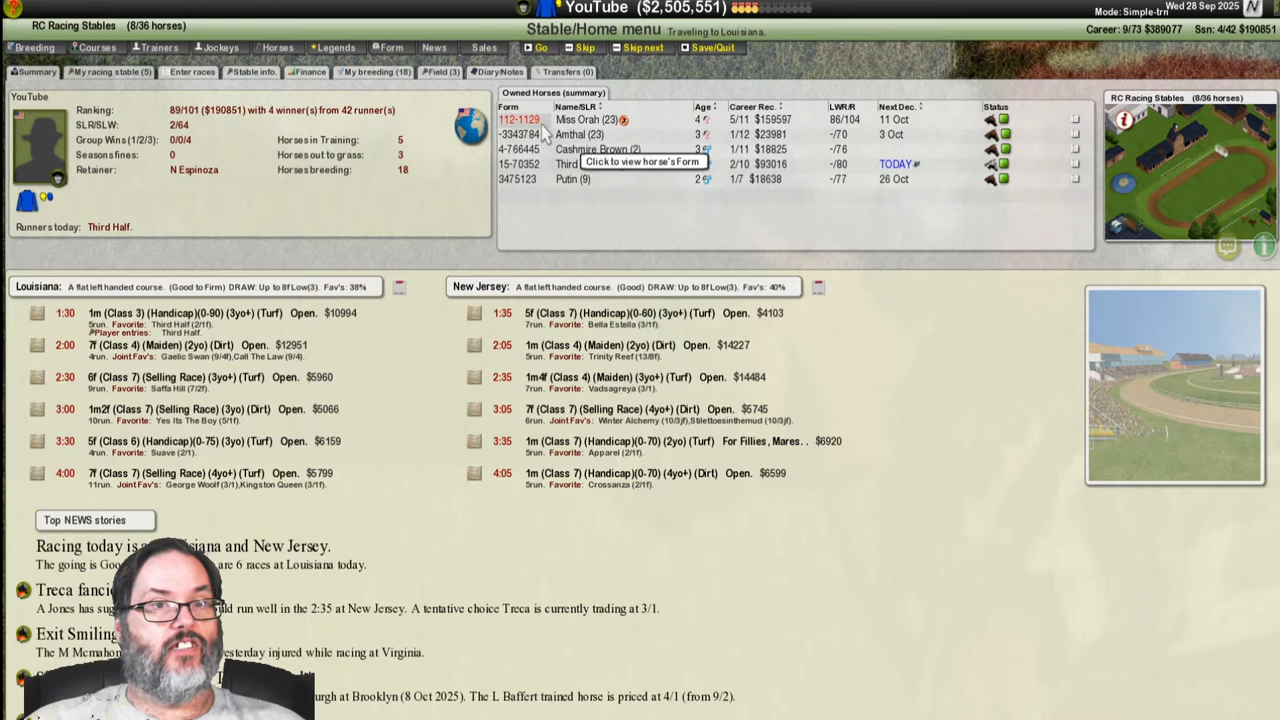 YouTube ($2,505,551)
Mode: Simple-trn Wed 28 Sep 2025
RC Racing Stables (8/36 horses)
Stable/Home menu Traveling to Louisiana.
Career: 9/73 $389077 Ssn: 4/42 $190851
Breeding Courses Trainers Jockeys Horses Legends Form News Sales Go Skip Skip next Save/Quit
Summary My racing stable (5) Enter races Stable info. Finance My breeding (18) Field (3) Diary/Notes Transfers (0)
YouTube
Ranking: 89/101 ($190851) with 4 winner(s) from 42 runner(s)
SLR/SLW: 2/64
Group Wins (1/2/3): 0/0/4 Horses in Training: 5
Seasons fines: 0 Horses out to grass: 3
Retainer: N Espinoza Horses breeding: 18
Runners today: Third Half.
Owned Horses (summary)
Form Name/SLR Age Career Rec. LWR/R Next Dec. Status
112-1129 Miss Orah (23) 4 5/11 $159597 86/104 11 Oct
-3343784 Amthal (23) 3 1/12 $23981 -/70 3 Oct
4-766445 Cashmire Brown (2) 3 1/11 $18825 -/76
15-70352 Third 2/10 $93016 -/80 TODAY
Click to view horse's Form
3475123 Putin (9) 2 1/7 $18638 -/77 26 Oct
RC Racing Stables (8/36 horses)
Louisiana: A flat left handed course. (Good to Firm) DRAW: Up to 8f Low(3). Fav's: 38%
1:30 1m (Class 3) (Handicap)(0-90) (3yo+) (Turf) Open. $10994
5run. Favorite: Third Half (2/1f).
Player entries: Third Half.
2:00 7f (Class 4) (Maiden) (2yo) (Dirt) Open. $12951
4run. Joint Fav's: Gaelic Swan (9/4f),Call The Law (9/4).
2:30 6f (Class 7) (Selling Race) (3yo+) (Turf) Open. $5960
9run. Favorite: Saffa Hill (7/2f).
3:00 1m2f (Class 7) (Selling Race) (3yo) (Dirt) Open. $5066
10run. Favorite: Yes Its The Boy (5/1f).
3:30 5f (Class 6) (Handicap)(0-75) (3yo) (Turf) Open. $6159
4run. Favorite: Suave (2/1).
4:00 7f (Class 7) (Selling Race) (4yo+) (Turf) Open. $5799
11run. Joint Fav's: George Woolf (3/1),Kingston Queen (3/1f).
New Jersey: A flat left handed course. (Good) DRAW: Up to 8f Low(3). Fav's: 40%
1:35 5f (Class 7) (Handicap)(0-60) (3yo+) (Turf) Open. $4103
7run. Favorite: Bella Estella (3/1f).
2:05 1m (Class 4) (Maiden) (2yo) (Dirt) Open. $14227
5run. Favorite: Trinity Reef (13/8f).
2:35 1m4f (Class 4) (Maiden) (3yo+) (Turf) Open. $14484
7run. Favorite: Vadsagreya (3/1).
3:05 7f (Class 7) (Selling Race) (4yo+) (Dirt) Open. $5745
6run. Joint Fav's: Winter Alchemy (10/3jf),Stilettoesinthemud (10/3jf).
3:35 1m (Class 7) (Handicap)(0-70) (2yo) (Turf) For Fillies, Mares. . $6920
5run. Favorite: Apparel (2/1f).
4:05 1m (Class 7) (Handicap)(0-70) (4yo+) (Dirt) Open. $6599
5run. Favorite: Crossanza (2/1f).
Top NEWS stories
Racing today is a siana and New Jersey.
The going is Goo are 6 races at Louisiana today.
Treca fanci
A Jones has sug ld run well in the 2:35 at New Jersey. A tentative choice Treca is currently trading at 3/1.
Exit Smiling
The M Mcmahon yesterday injured while racing at Virginia.
urgh at Brooklyn (8 Oct 2025). The L Baffert trained horse is priced at 4/1 (from 9/2).